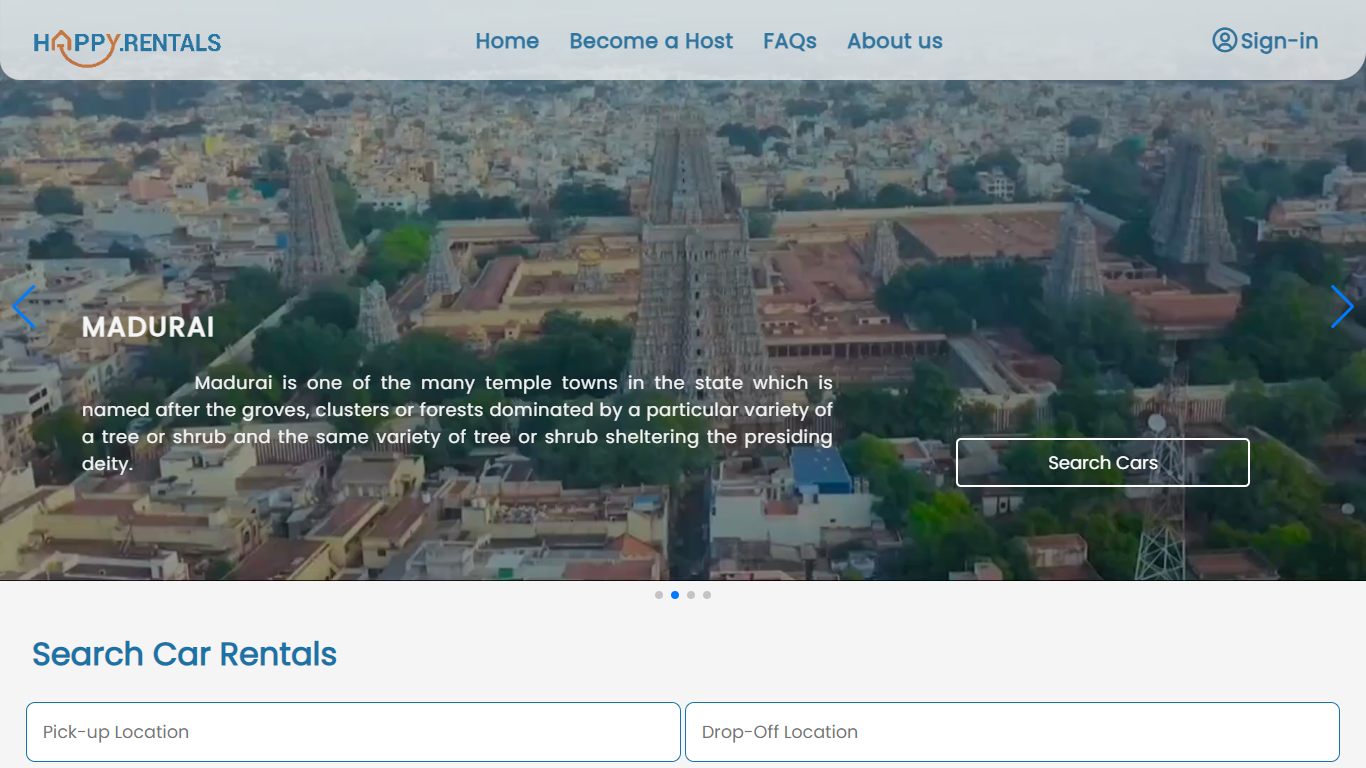 HAPPY.RENTALS
Home
Become a Host
FAQs
About us
Sign-in
MADURAI
Madurai is one of the many temple towns in the state which is
named after the groves, clusters or forests dominated by a particular variety of
a tree or shrub and the same variety of tree or shrub sheltering the presiding
deity.
Search Cars
Search Car Rentals
Pick-up Location
Drop-Off Location